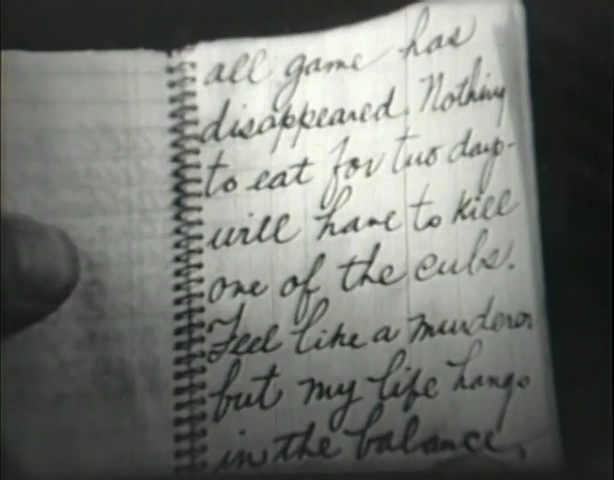 all game has
disappeared. Nothing
to eat for two days-
will have to kill
one of the cubs.
Feel like a murderer
but my life hangs
in the balance.